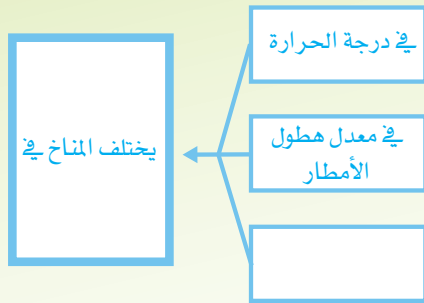 في درجة الحرارة
في معدل هطول
الأمطار
يختلف المناخ في